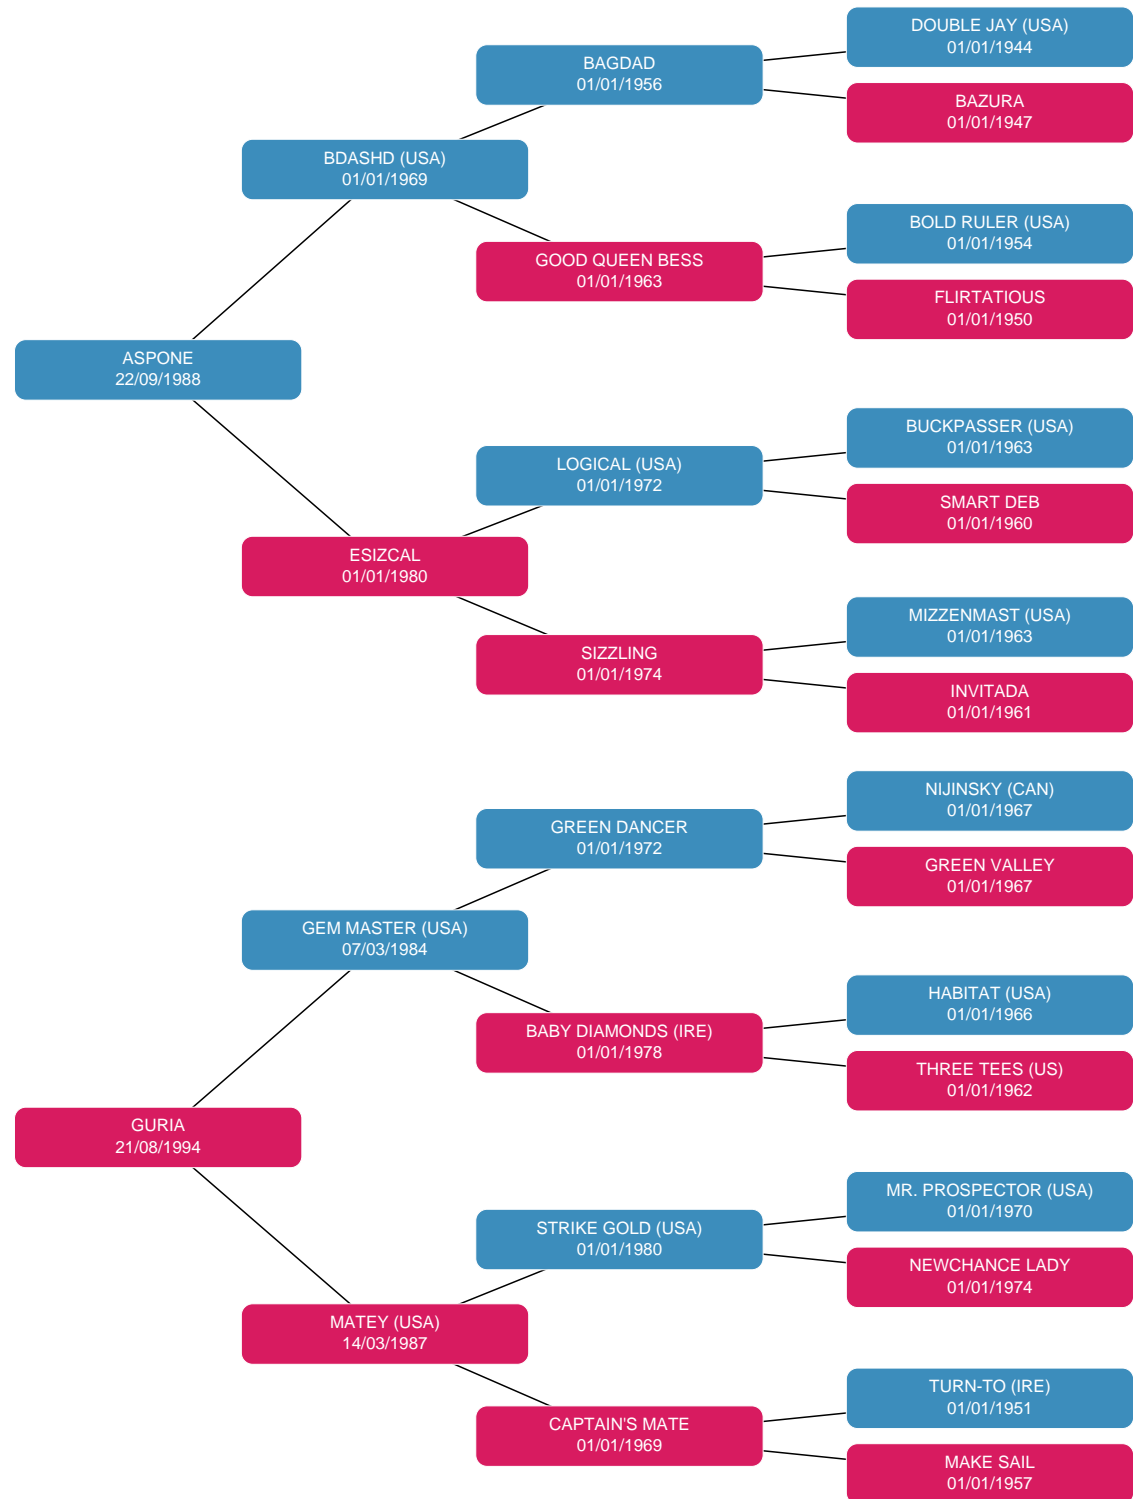 DOUBLE JAY (USA)
01/01/1944
BAGDAD
01/01/1956
BAZURA
01/01/1947
BDASHD (USA)
01/01/1969
BOLD RULER (USA)
01/01/1954
GOOD QUEEN BESS
01/01/1963
FLIRTATIOUS
01/01/1950
ASPONE
22/09/1988
BUCKPASSER (USA)
01/01/1963
LOGICAL (USA)
01/01/1972
SMART DEB
01/01/1960
ESIZCAL
01/01/1980
MIZZENMAST (USA)
01/01/1963
SIZZLING
01/01/1974
INVITADA
01/01/1961
NIJINSKY (CAN)
01/01/1967
GREEN DANCER
01/01/1972
GREEN VALLEY
01/01/1967
GEM MASTER (USA)
07/03/1984
HABITAT (USA)
01/01/1966
BABY DIAMONDS (IRE)
01/01/1978
THREE TEES (US)
01/01/1962
GURIA
21/08/1994
MR. PROSPECTOR (USA)
01/01/1970
STRIKE GOLD (USA)
01/01/1980
NEWCHANCE LADY
01/01/1974
MATEY (USA)
14/03/1987
TURN-TO (IRE)
01/01/1951
CAPTAIN'S MATE
01/01/1969
MAKE SAIL
01/01/1957